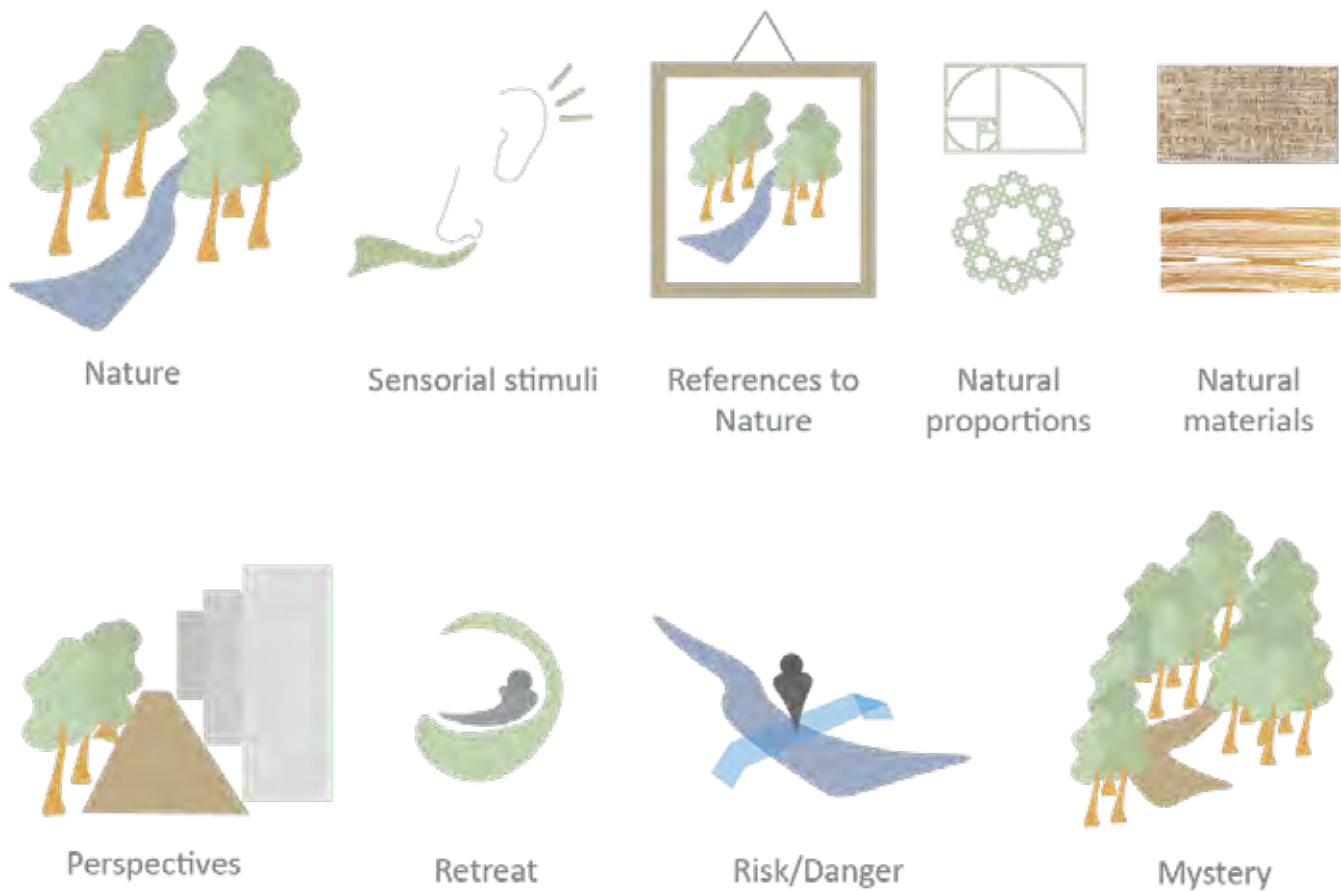 Nature
Sensorial stimuli
References to
Nature
Natural
proportions
Natural
materials
Perspectives
Retreat
Risk/Danger
Mystery